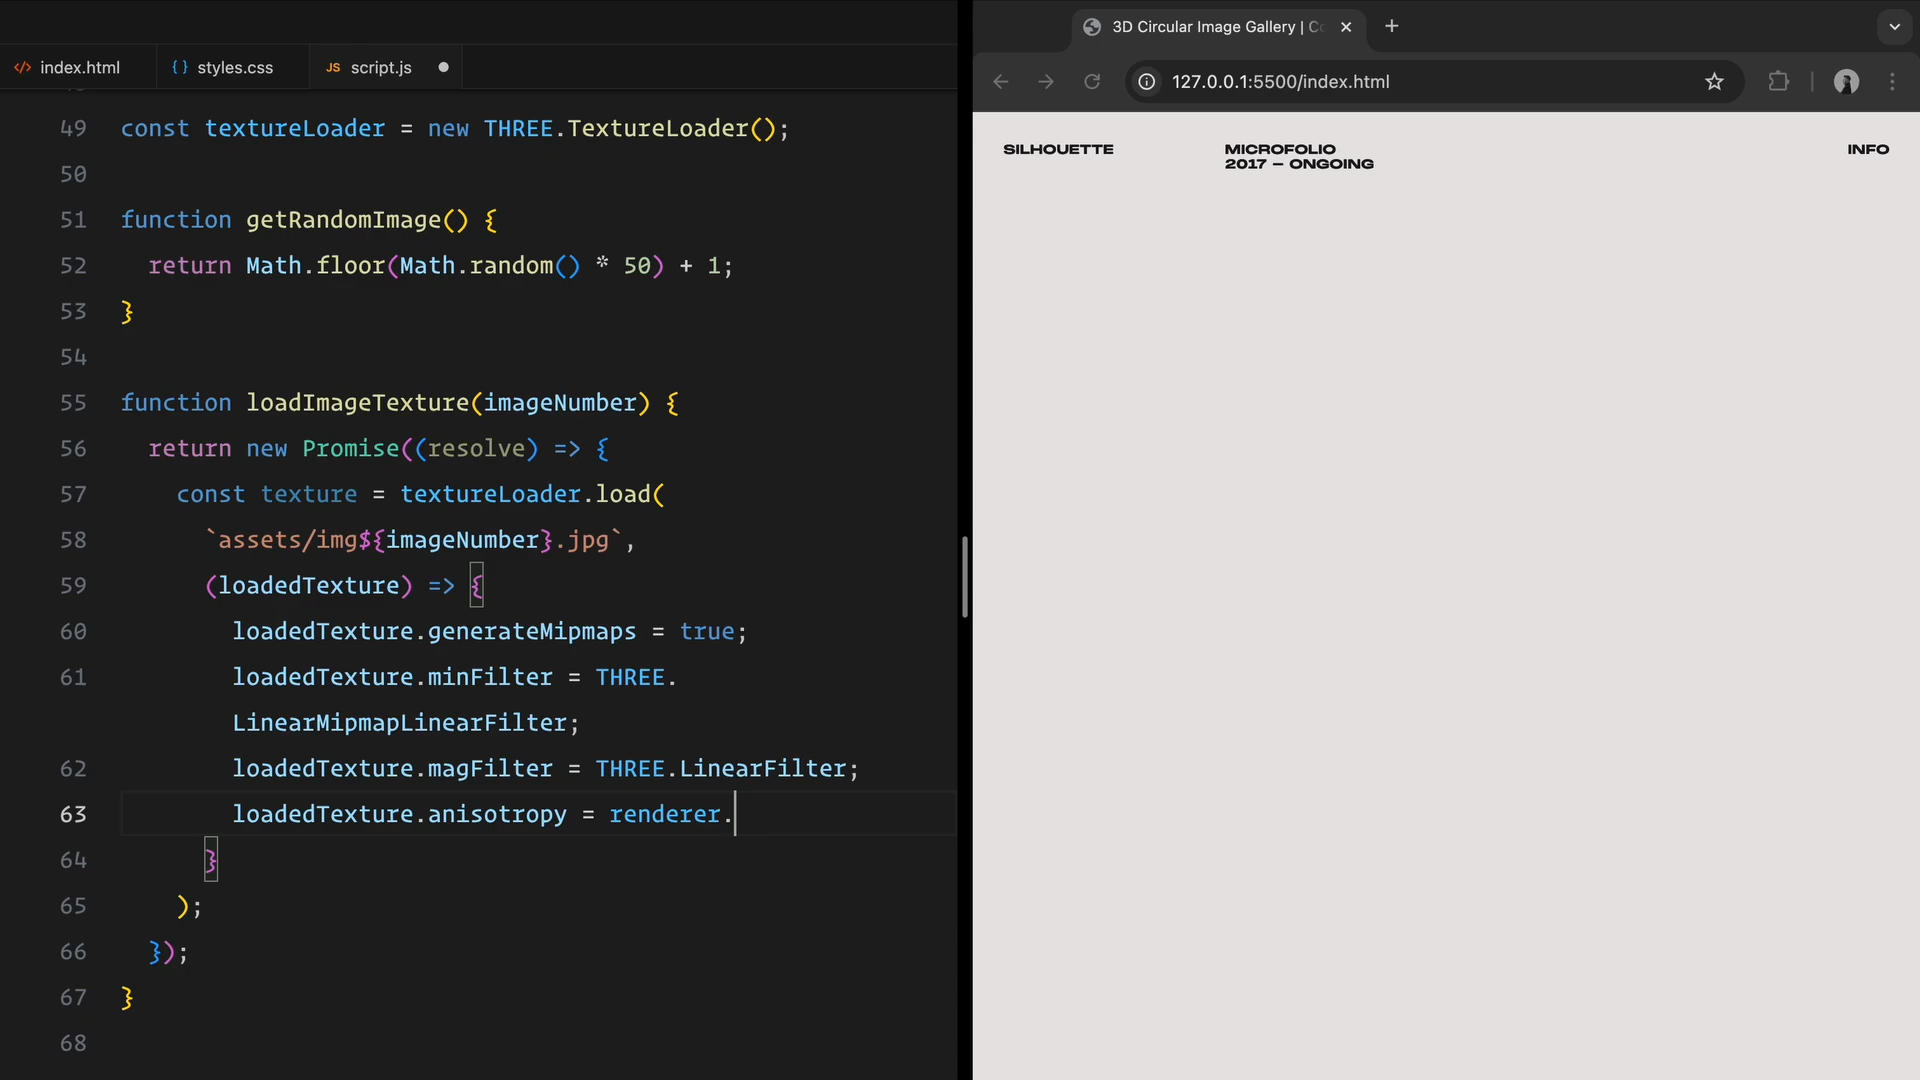 index.html
styles.css
JS script.js
49 const textureLoader = new THREE.TextureLoader();
50
51 function getRandomImage() {
52 return Math.floor(Math.random() * 50) + 1;
53 }
54
55 function loadImageTexture(imageNumber) {
56 return new Promise((resolve) => {
57 const texture = textureLoader.load(
58 `assets/img${imageNumber}.jpg`,
59 (loadedTexture) => {
60 loadedTexture.generateMipmaps = true;
61 loadedTexture.minFilter = THREE.
LinearMipmapLinearFilter;
62 loadedTexture.magFilter = THREE.LinearFilter;
63 loadedTexture.anisotropy = renderer.
64 }
65 );
66 });
67 }
68
3D Circular Image Gallery |
127.0.0.1:5500/index.html
SILHOUETTE
MICROFOLIO
2017 – ONGOING
INFO